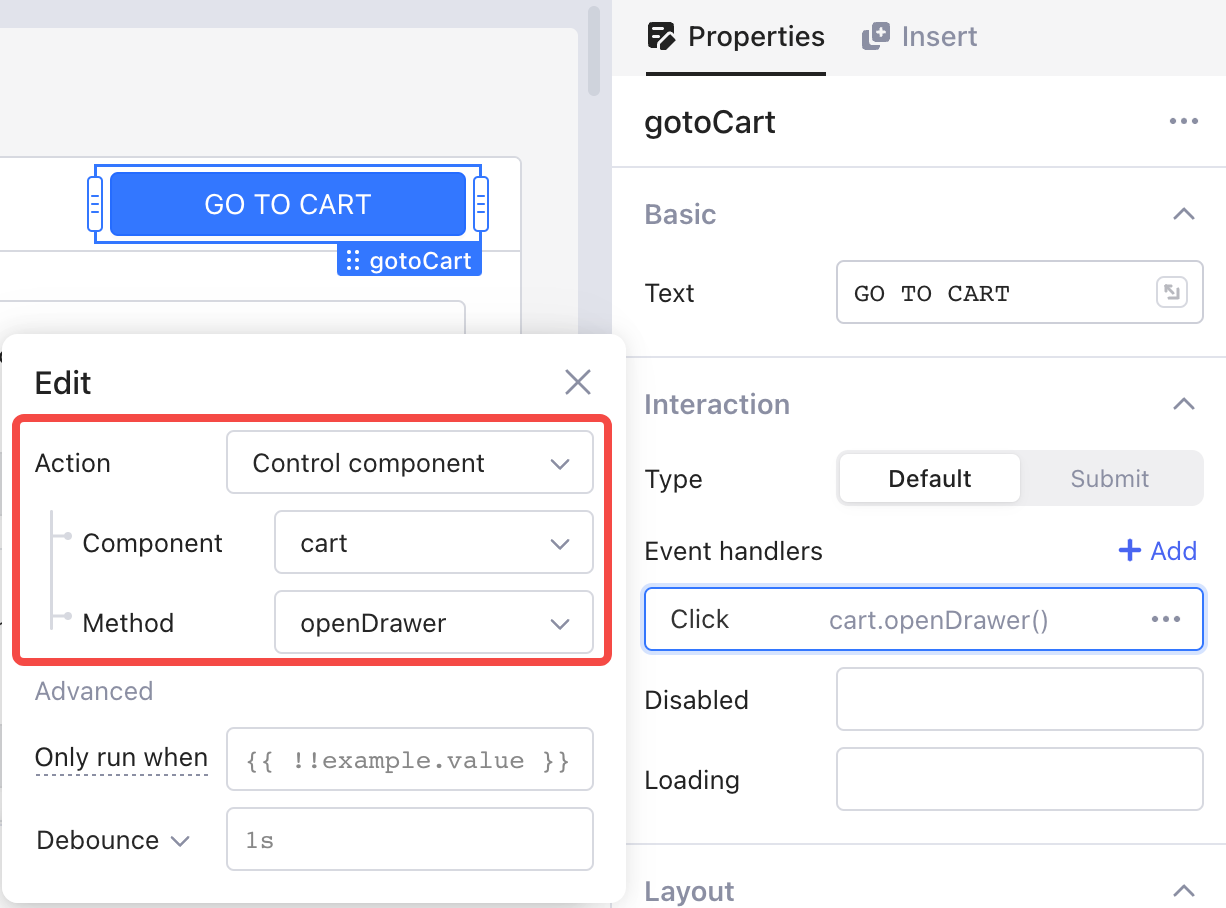 Properties
Insert
gotoCart
GO TO CART
gotoCart
Basic
Text
GO TO CART
Interaction
Type
Default
Submit
Event handlers
Add
Click
cart.openDrawer()
Disabled
Loading
Layout
Edit
Action
Control component
Component
cart
Method
openDrawer
Advanced
Only run when
{{ !!example.value }}
Debounce
1s